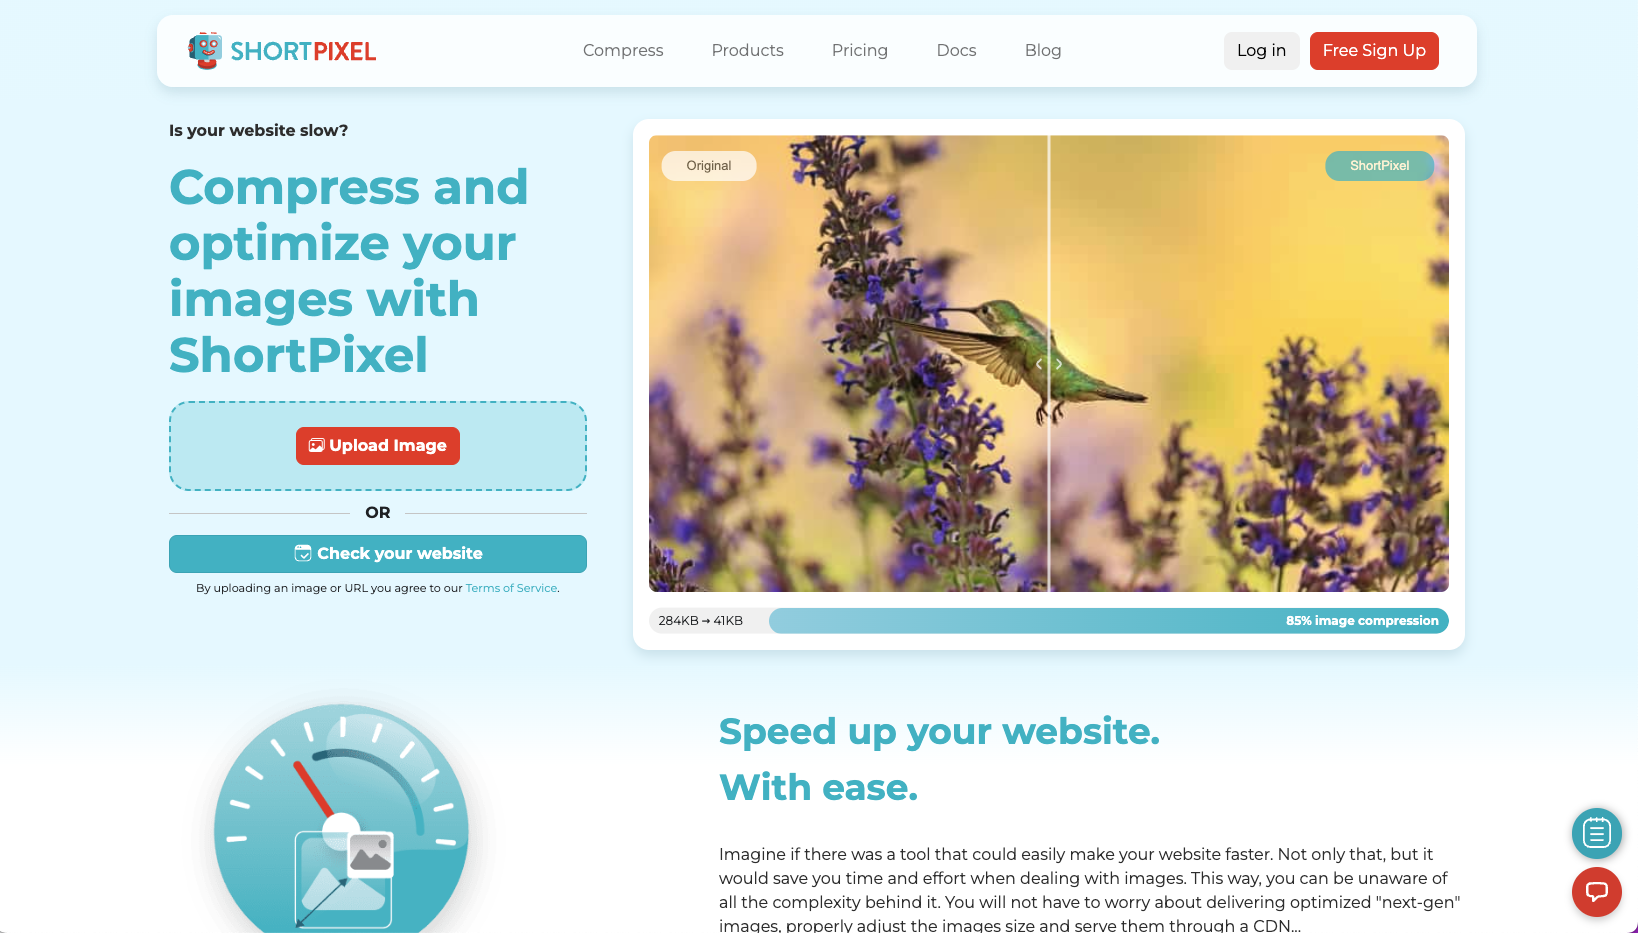 SHORTPIXEL
Compress
Products
Pricing
Docs
Blog
Log in
Free Sign Up
Is your website slow?
Compress and
optimize your
images with
ShortPixel
Upload Image
OR
Check your website
By uploading an image or URL you agree to our Terms of Service.
Original
ShortPixel
284KB → 41KB
85% image compression
Speed up your website.
With ease.
Imagine if there was a tool that could easily make your website faster. Not only that, but it
would save you time and effort when dealing with images. This way, you can be unaware of
all the complexity behind it. You will not have to worry about delivering optimized "next-gen"
images, properly adjust the images size and serve them through a CDN...